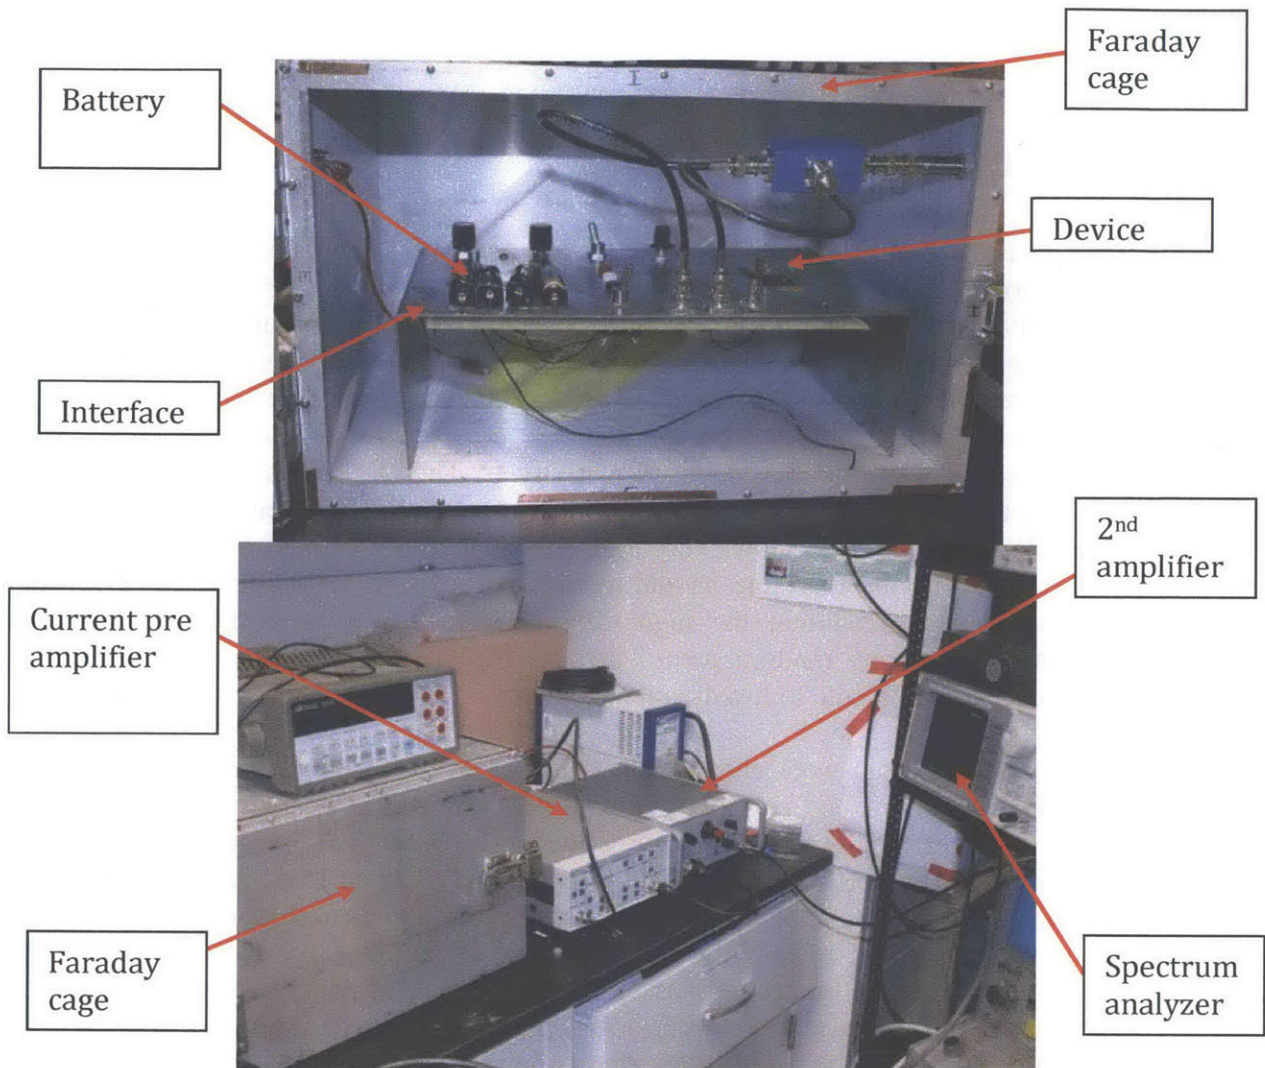 Faraday
cage
Battery
Device
Interface
2nd
amplifier
Current pre
amplifier
Faraday
cage
Spectrum
analyzer